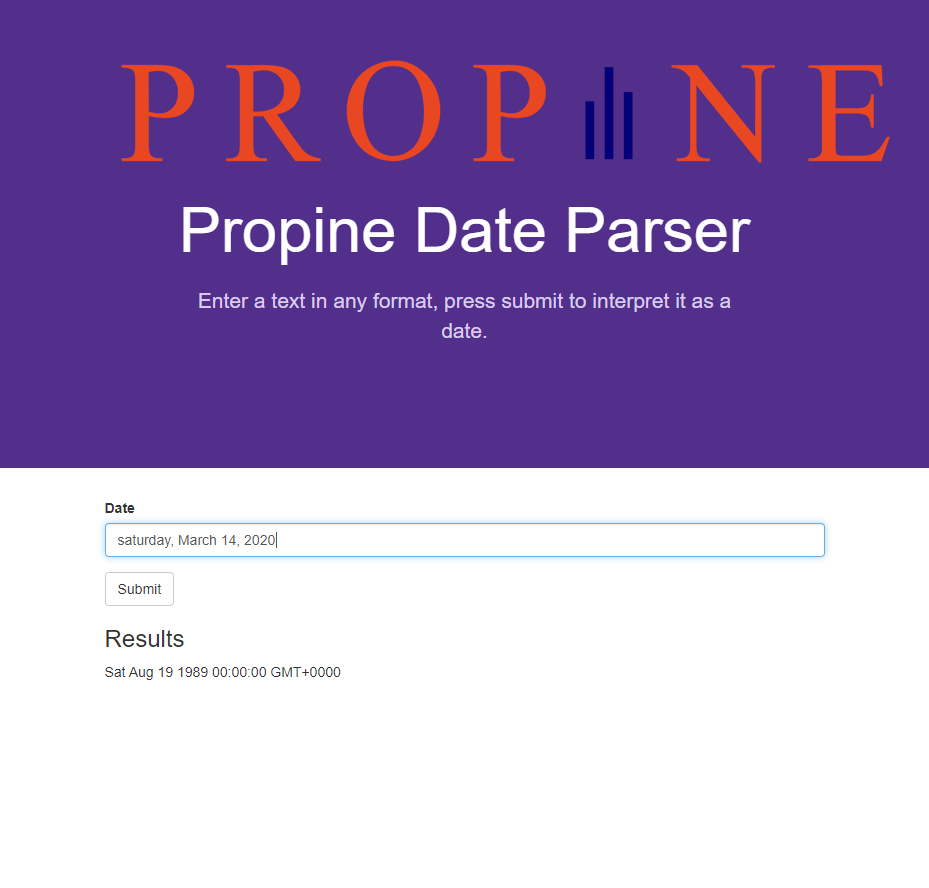 PROPINE
Propine Date Parser
Enter a text in any format, press submit to interpret it as a
date.
Date
saturday, March 14, 2020
Submit
Results
Sat Aug 19 1989 00:00:00 GMT+0000